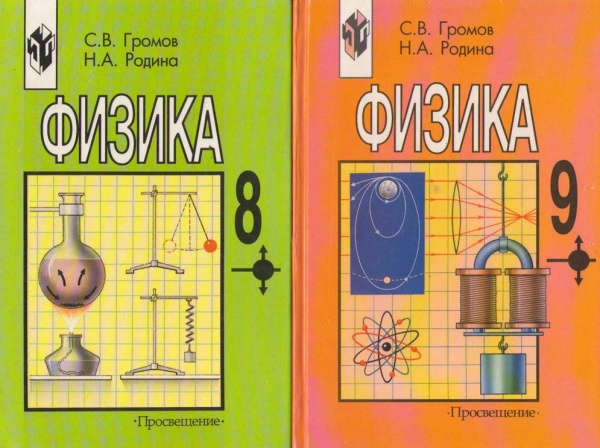 С.В. Громов
Н.А. Родина
ФИЗИКА
8
·Просвещение·
С.В. Громов
Н.А. Родина
ФИЗИКА
9
·Просвещение·